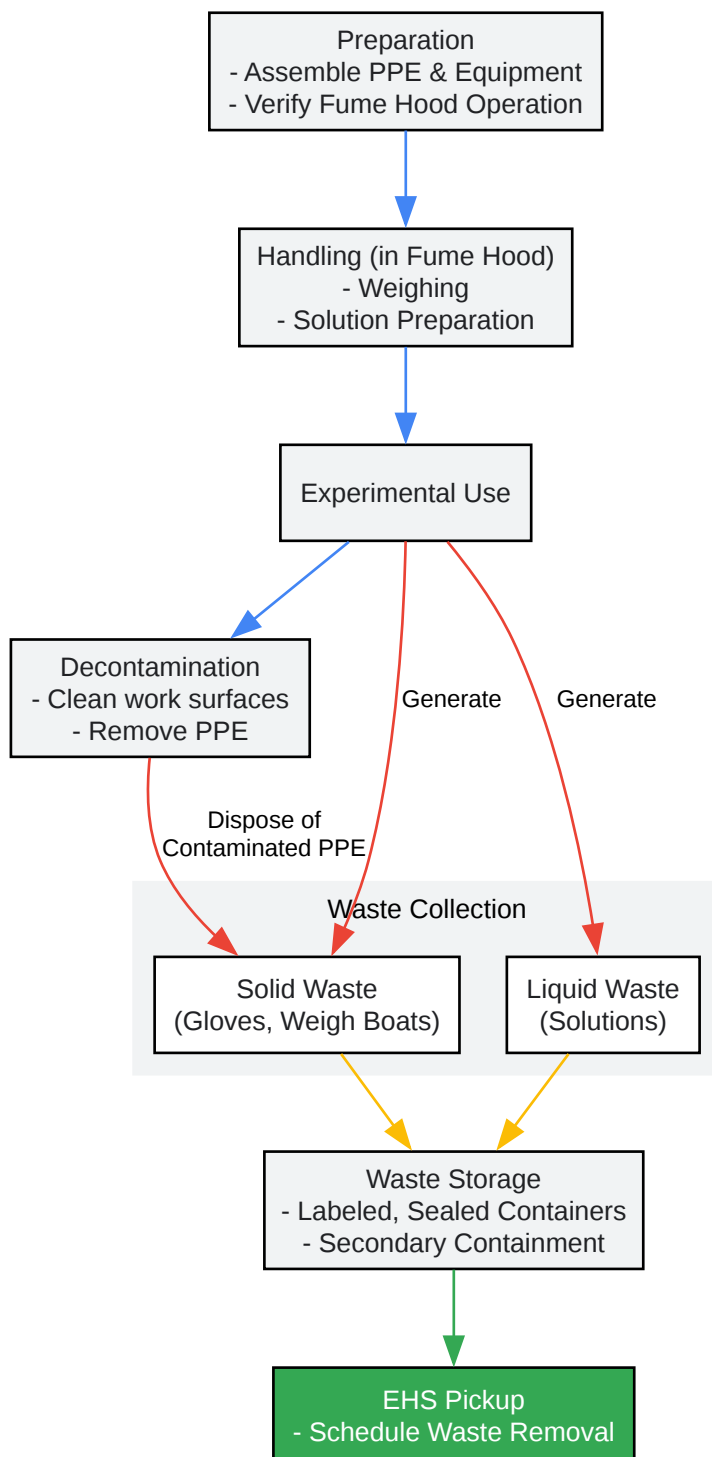 Preparation
- Assemble PPE & Equipment
- Verify Fume Hood Operation
Handling (in Fume Hood)
- Weighing
- Solution Preparation
Experimental Use
Decontamination
- Clean work surfaces
- Remove PPE
Generate
Generate
Dispose of
Contaminated PPE
Waste Collection
Solid Waste
(Gloves, Weigh Boats)
Liquid Waste
(Solutions)
Waste Storage
- Labeled, Sealed Containers
- Secondary Containment
EHS Pickup
- Schedule Waste Removal